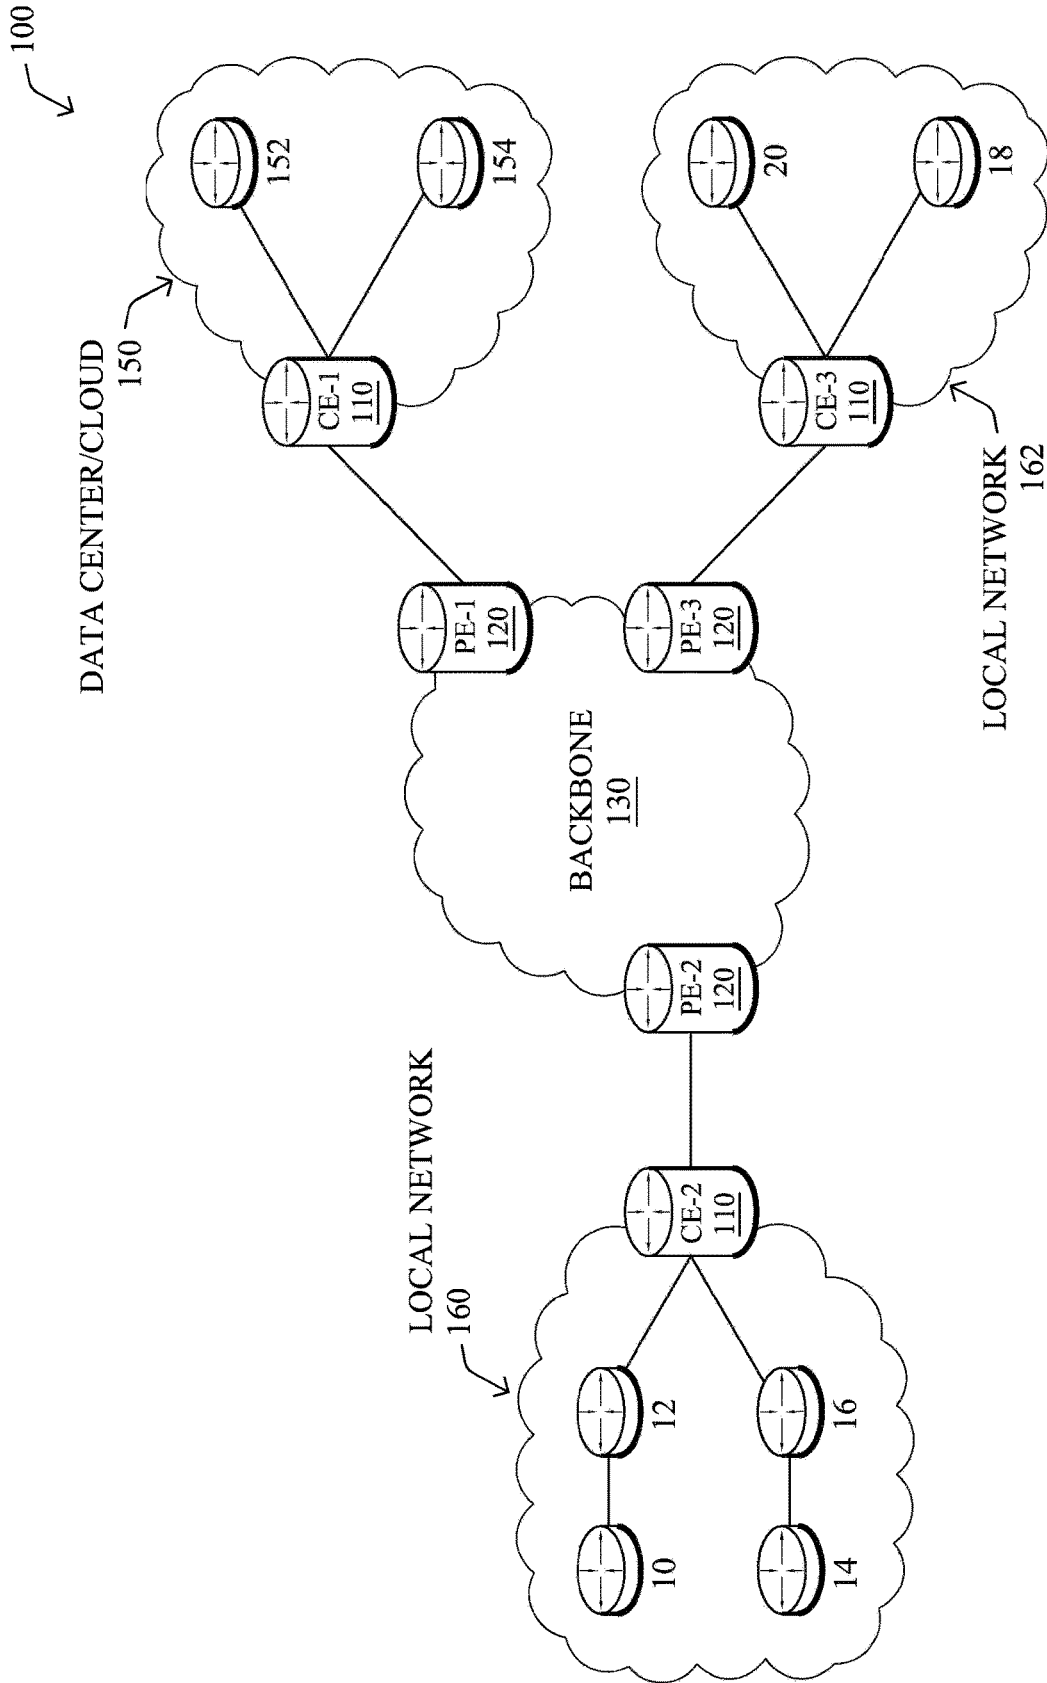 100
DATA CENTER/CLOUD
150
152
154
CE-1
110
PE-1
120
LOCAL NETWORK
160
10
12
14
16
CE-2
110
PE-2
120
BACKBONE
130
PE-3
120
CE-3
110
20
18
LOCAL NETWORK
162